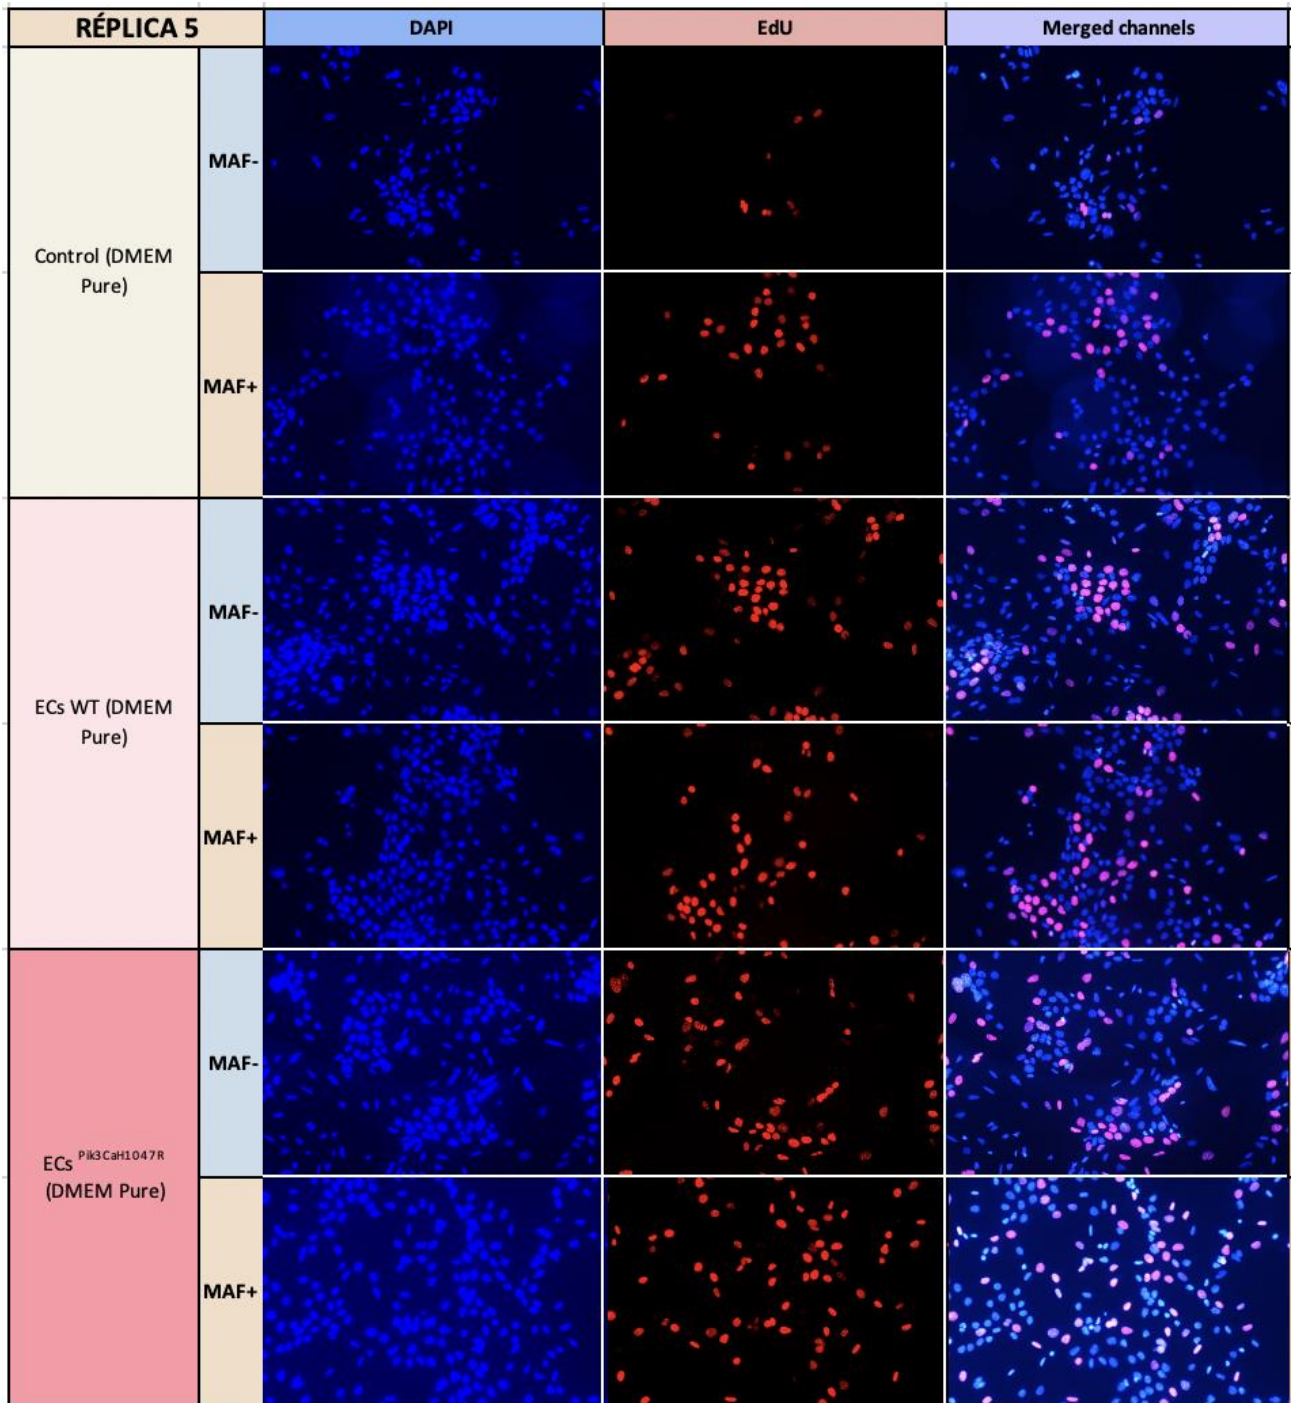 RÉPLICA 5
DAPI
EdU
Merged channels
Control (DMEM
Pure)
MAF-
MAF+
ECs WT (DMEM
Pure)
MAF-
MAF+
ECs Pik3CaH1047R
(DMEM Pure)
MAF-
MAF+